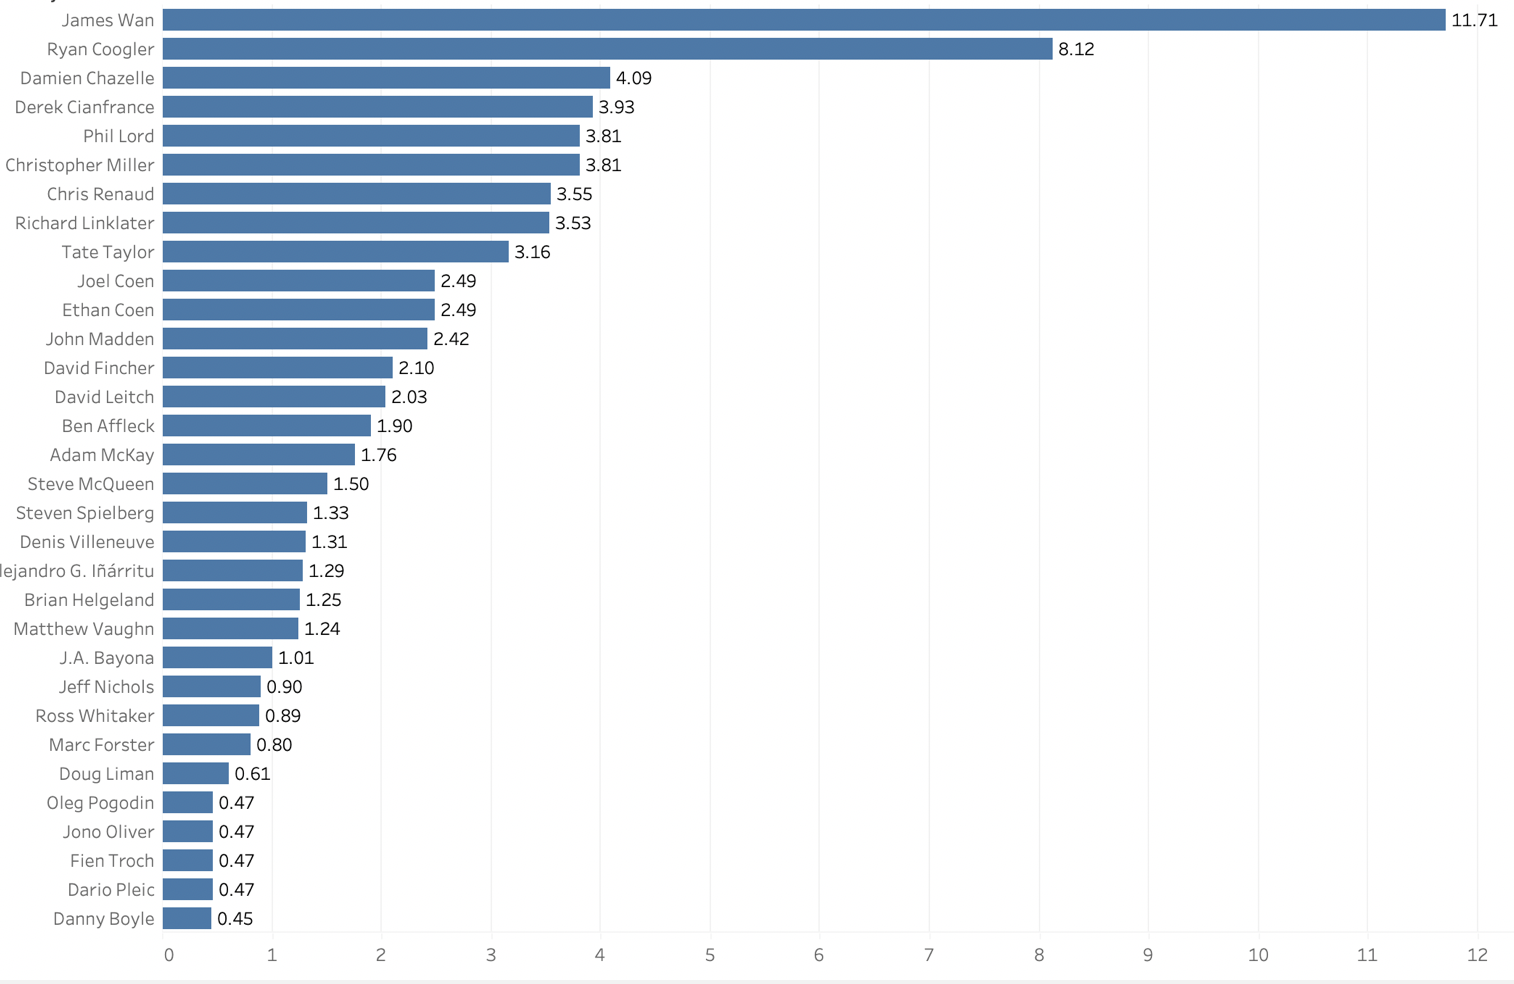 James Wan 11.71
Ryan Coogler 8.12
Damien Chazelle 4.09
Derek Cianfrance 3.93
Phil Lord 3.81
Christopher Miller 3.81
Chris Renaud 3.55
Richard Linklater 3.53
Tate Taylor 3.16
Joel Coen 2.49
Ethan Coen 2.49
John Madden 2.42
David Fincher 2.10
David Leitch 2.03
Ben Affleck 1.90
Adam McKay 1.76
Steve McQueen 1.50
Steven Spielberg 1.33
Denis Villeneuve 1.31
lejandro G. Iñárritu 1.29
Brian Helgeland 1.25
Matthew Vaughn 1.24
J.A. Bayona 1.01
Jeff Nichols 0.90
Ross Whitaker 0.89
Marc Forster 0.80
Doug Liman 0.61
Oleg Pogodin 0.47
Jono Oliver 0.47
Fien Troch 0.47
Dario Pleic 0.47
Danny Boyle 0.45
0 1 2 3 4 5 6 7 8 9 10 11 12